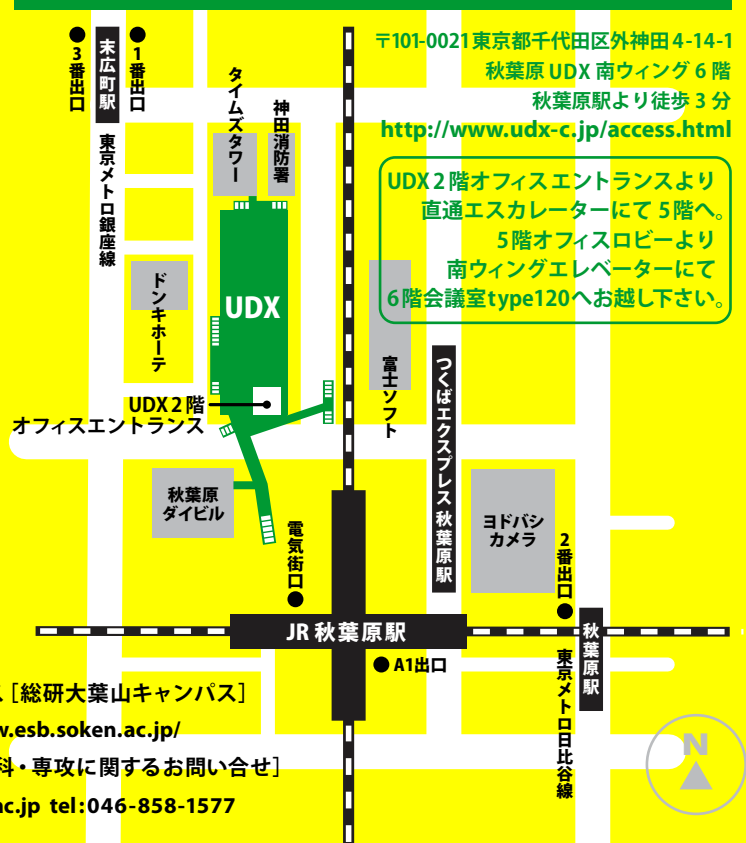 〒101-0021東京都千代田区外神田4-14-1
秋葉原UDX南ウィング6階
秋葉原駅より徒歩3分
http://www.udx-c.jp/access.html
UDX2階オフィスエントランスより
直通エスカレーターにて5階へ。
5階オフィスロビーより
南ウィングエレベーターにて
6階会議室type120へお越し下さい。
3番出口
末広町駅
1番出口
東京メトロ銀座線
タイムズタワー
神田消防署
ドンキホーテ
UDX
UDX2階
オフィスエントランス
富士ソフト
つくばエクスプレス 秋葉原駅
秋葉原
ダイビル
電気街口
ヨドバシ
カメラ
2番出口
JR秋葉原駅
秋葉原駅
A1出口
東京メトロ日比谷線
［総研大葉山キャンパス］
w.esb.soken.ac.jp/
科・専攻に関するお問い合せ］
ac.jp tel:046-858-1577
N